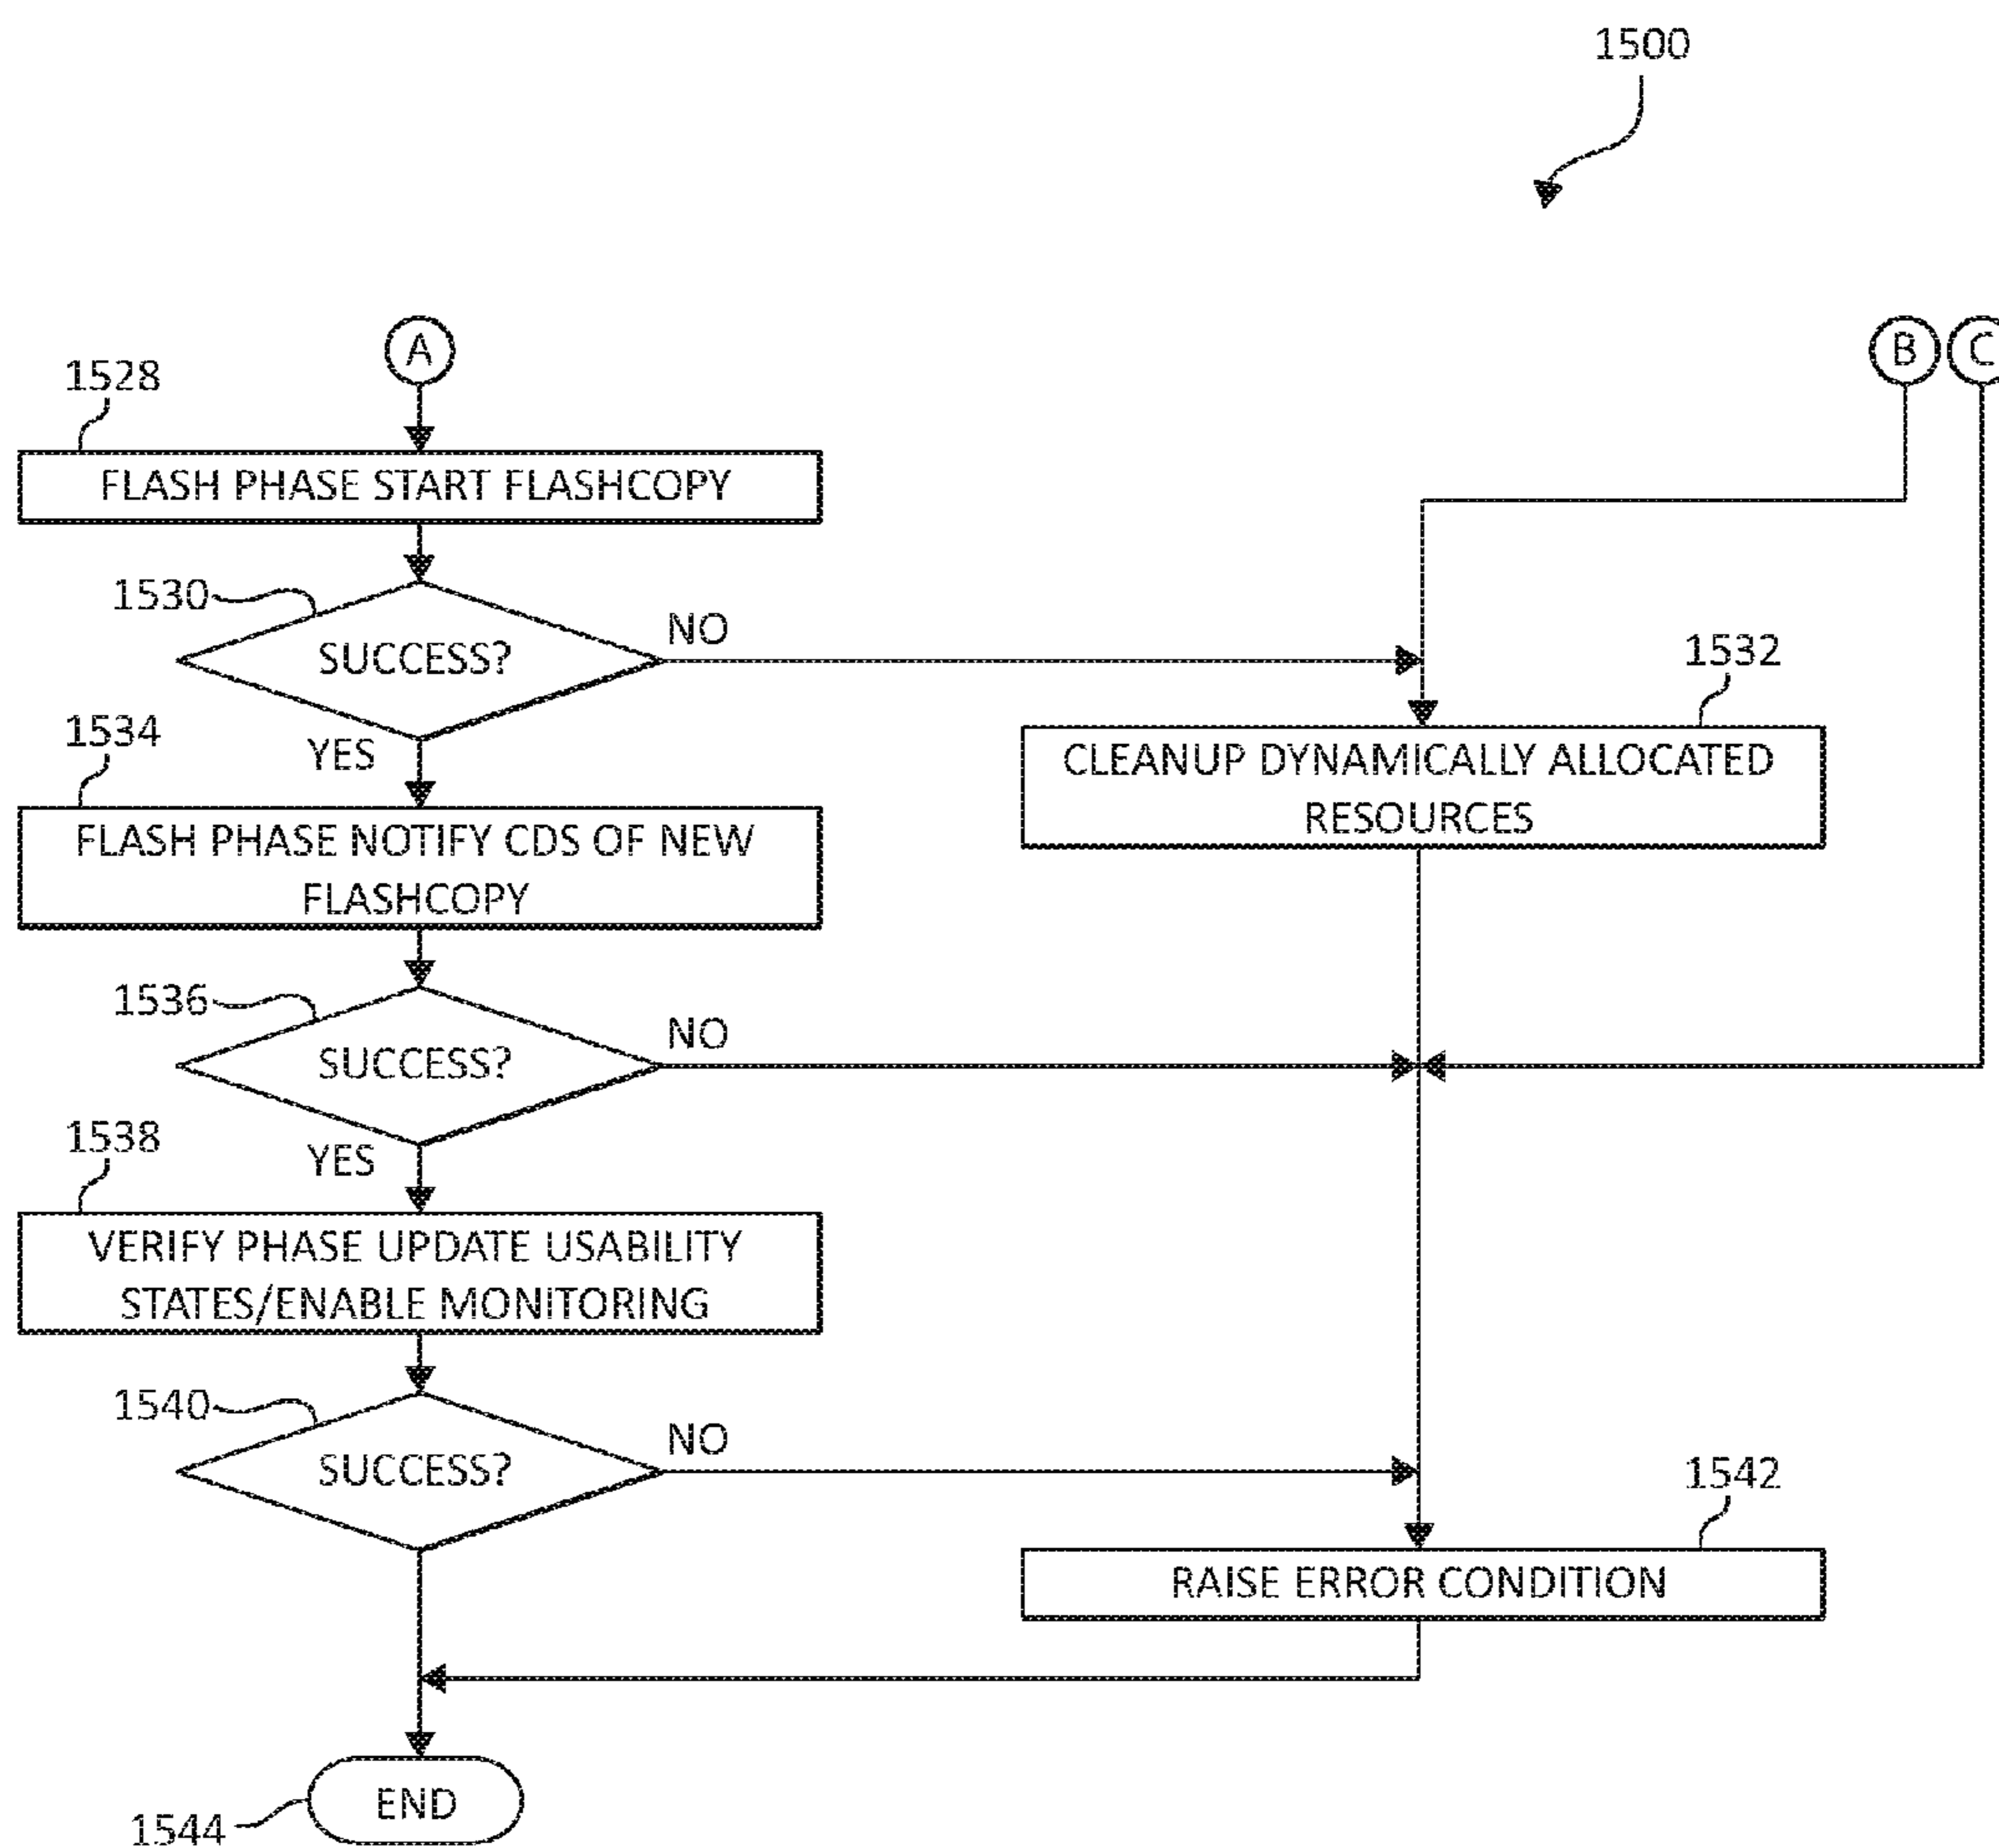 1500
A
B
C
1528
FLASH PHASE START FLASHCOPY
1530
SUCCESS?
NO
YES
1532
CLEANUP DYNAMICALLY ALLOCATED
RESOURCES
1534
FLASH PHASE NOTIFY CDS OF NEW
FLASHCOPY
1536
SUCCESS?
NO
YES
1538
VERIFY PHASE UPDATE USABILITY
STATES/ENABLE MONITORING
1540
SUCCESS?
NO
1542
RAISE ERROR CONDITION
END
1544